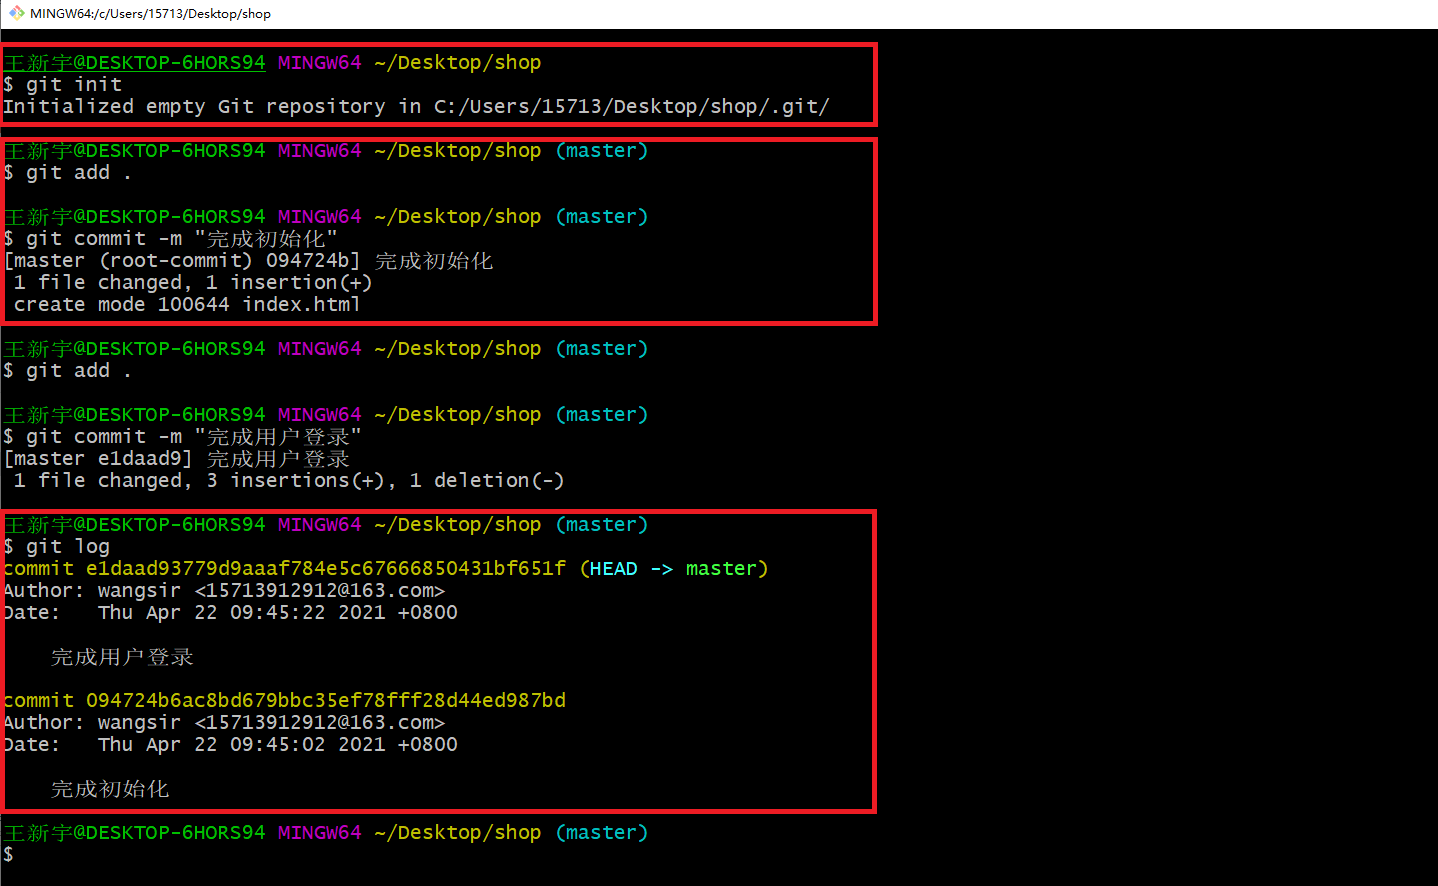 MINGW64:/c/Users/15713/Desktop/shop
王新宇@DESKTOP-6HORS94 MINGW64 ~/Desktop/shop
$ git init
Initialized empty Git repository in C:/Users/15713/Desktop/shop/.git/
王新宇@DESKTOP-6HORS94 MINGW64 ~/Desktop/shop (master)
$ git add .
王新宇@DESKTOP-6HORS94 MINGW64 ~/Desktop/shop (master)
$ git commit -m "完成初始化"
[master (root-commit) 094724b] 完成初始化
1 file changed, 1 insertion(+)
create mode 100644 index.html
王新宇@DESKTOP-6HORS94 MINGW64 ~/Desktop/shop (master)
$ git add .
王新宇@DESKTOP-6HORS94 MINGW64 ~/Desktop/shop (master)
$ git commit -m "完成用户登录"
[master e1daad9] 完成用户登录
1 file changed, 3 insertions(+), 1 deletion(-)
王新宇@DESKTOP-6HORS94 MINGW64 ~/Desktop/shop (master)
$ git log
commit e1daad93779d9aaaf784e5c67666850431bf651f (HEAD -> master)
Author: wangsir <15713912912@163.com>
Date: Thu Apr 22 09:45:22 2021 +0800
完成用户登录
commit 094724b6ac8bd679bbc35ef78fff28d44ed987bd
Author: wangsir <15713912912@163.com>
Date: Thu Apr 22 09:45:02 2021 +0800
完成初始化
王新宇@DESKTOP-6HORS94 MINGW64 ~/Desktop/shop (master)
$